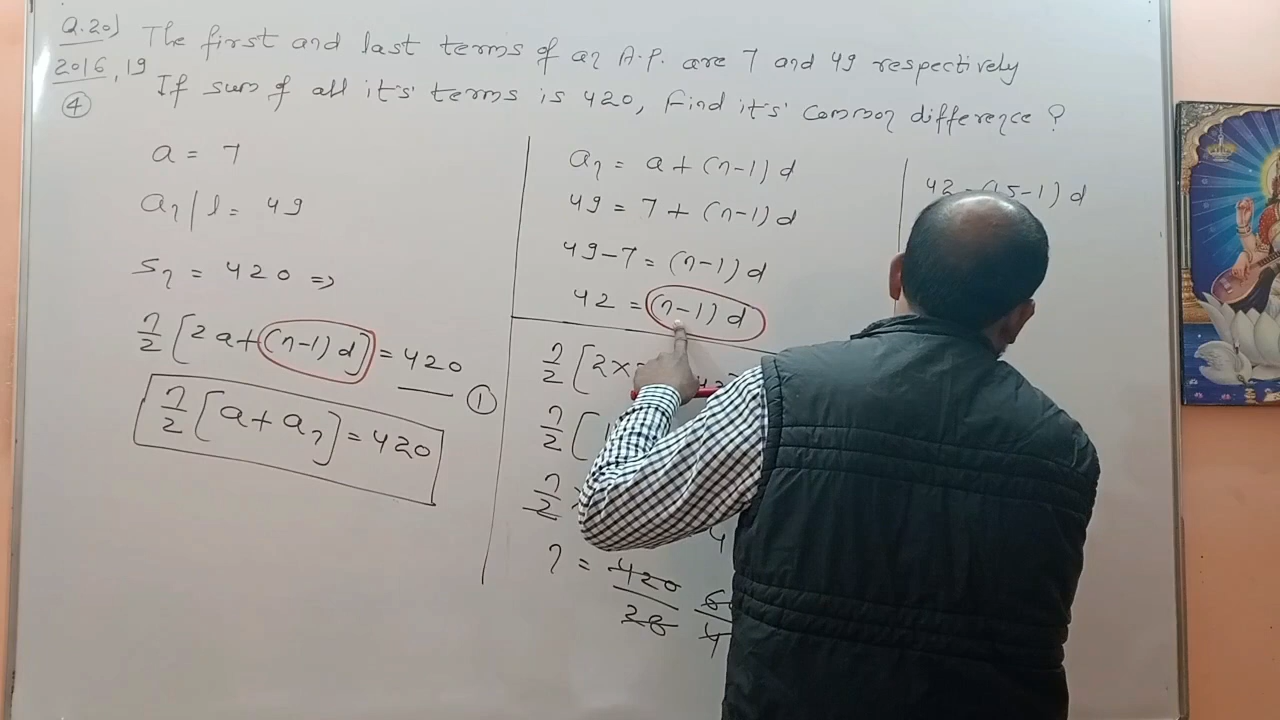 Q.20) The first and last terms of an A.P. are 7 and 49 respectively
2016, 19 If sum of all it's terms is 420, Find it's common difference ?
④
a = 7
an / l = 49
Sn = 420 =>
n/2 [2a + (n-1) d] = 420
①
n/2 [a + an] = 420
an = a + (n-1) d
49 = 7 + (n-1) d
49 - 7 = (n-1) d
42 = (n-1) d
n/2 [2×
n/2 [
n/2
n = 420/28
42 = (15-1) d